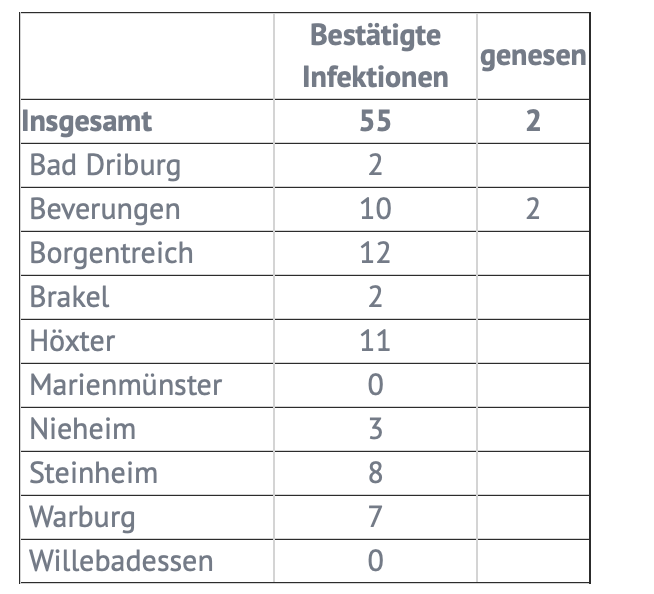 Bestätigte
Infektionen
genesen
Insgesamt 55 2
Bad Driburg 2
Beverungen 10 2
Borgentreich 12
Brakel 2
Höxter 11
Marienmünster 0
Nieheim 3
Steinheim 8
Warburg 7
Willebadessen 0